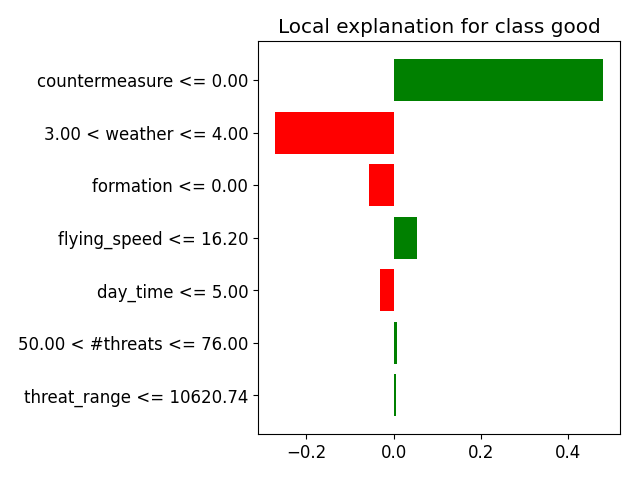 Local explanation for class good
countermeasure <= 0.00
3.00 < weather <= 4.00
formation <= 0.00
flying_speed <= 16.20
day_time <= 5.00
50.00 < #threats <= 76.00
threat_range <= 10620.74
−0.2 0.0 0.2 0.4